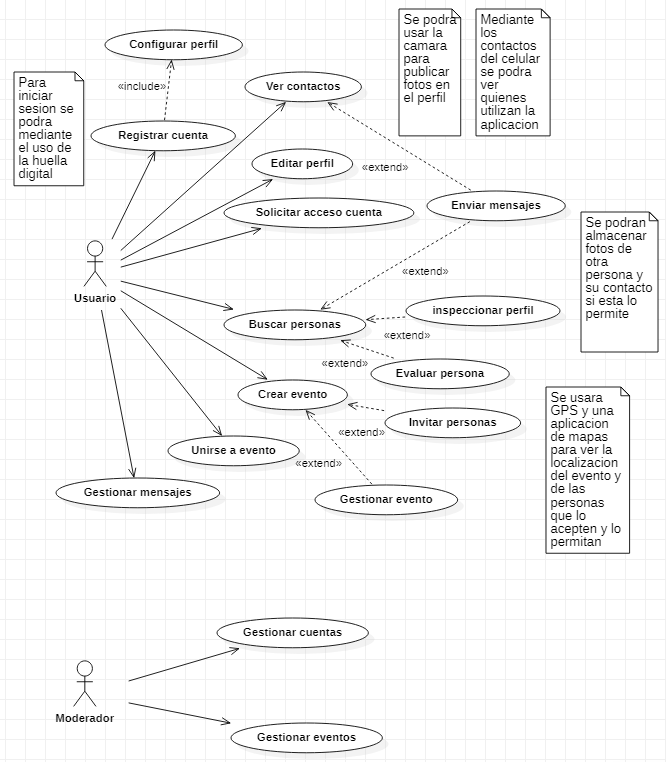 Configurar perfil
«include»
Registrar cuenta
Para
iniciar
sesion se
podra
mediante
el uso de
la huella
digital
Ver contactos
Se podra
usar la
camara
para
publicar
fotos en
el perfil
Mediante
los
contactos
del celular
se podra
ver
quienes
utilizan la
aplicacion
Editar perfil
«extend»
Solicitar acceso cuenta
Enviar mensajes
Se podran
almacenar
fotos de
otra
persona y
su contacto
si esta lo
permite
Usuario
«extend»
Buscar personas
inspeccionar perfil
«extend»
«extend»
Evaluar persona
Crear evento
Invitar personas
«extend»
Unirse a evento
«extend»
Gestionar mensajes
Gestionar evento
Se usara
GPS y una
aplicacion
de mapas
para ver la
localizacion
del evento y
de las
personas
que lo
acepten y lo
permitan
Gestionar cuentas
Moderador
Gestionar eventos